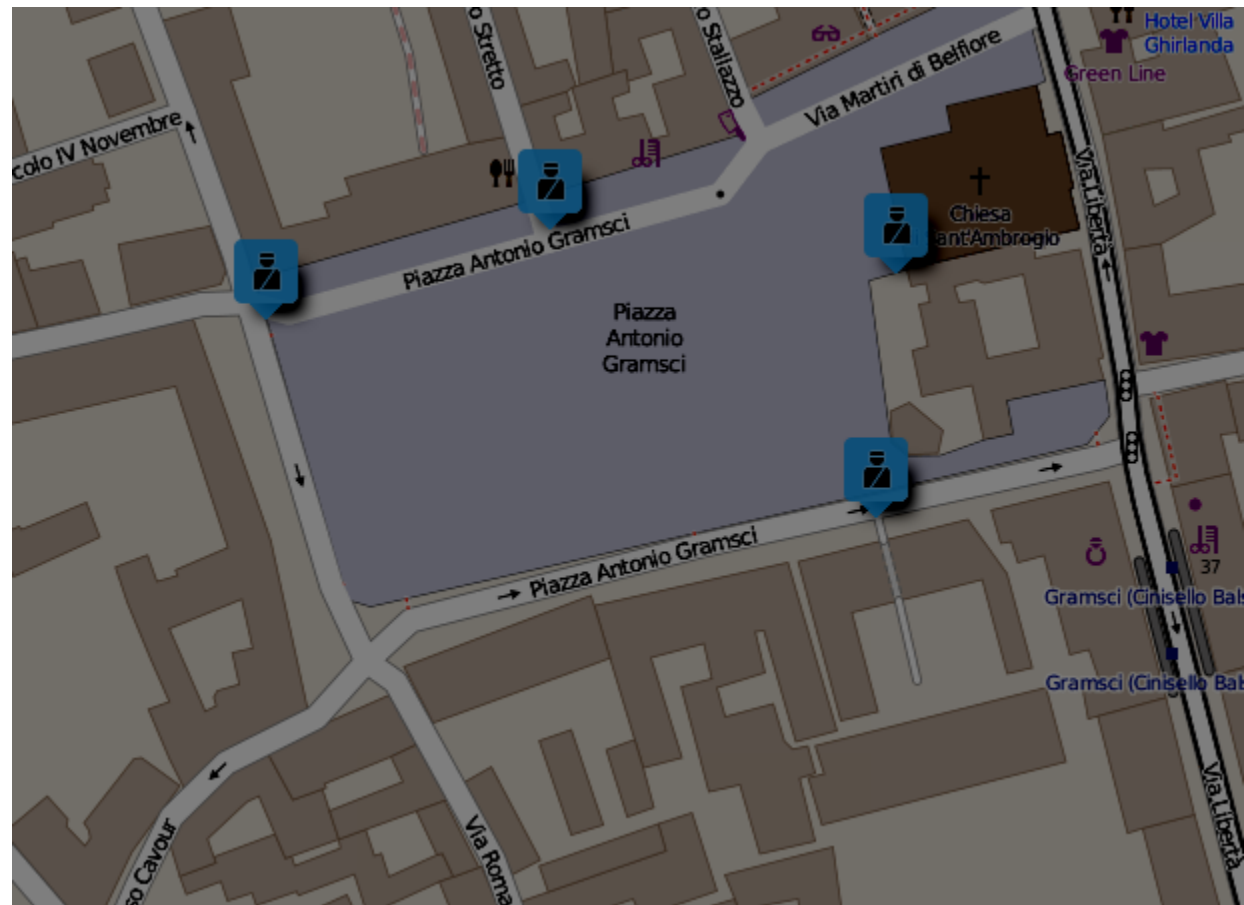 Hotel Villa
Ghirlanda
Green Line
o Stretto
o Stallazzo
Via Martiri di Belfiore
colo IV Novembre
Via Libertà
Chiesa
ant'Ambrogio
Piazza Antonio Gramsci
Piazza
Antonio
Gramsci
Piazza Antonio Gramsci
37
Gramsci (Cinisello Bals
Gramsci (Cinisello Bals
so Cavour
Via Roma
Via Libertà